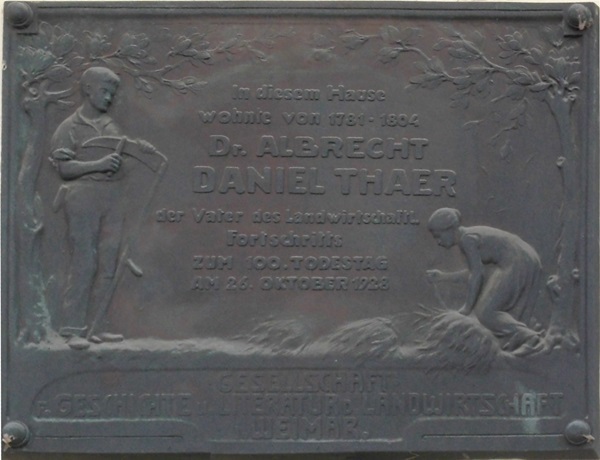 In diesem Hause
wohnte von 1781-1804
Dr. ALBRECHT
DANIEL THAER
der Vater des landwirtschaftl.
Fortschritts
ZUM 100. TODESTAG
AM 26. OKTOBER 1928
GESELLSCHAFT
F. GESCHICHTE U. LITERATUR D. LANDWIRTSCHAFT
WEIMAR.